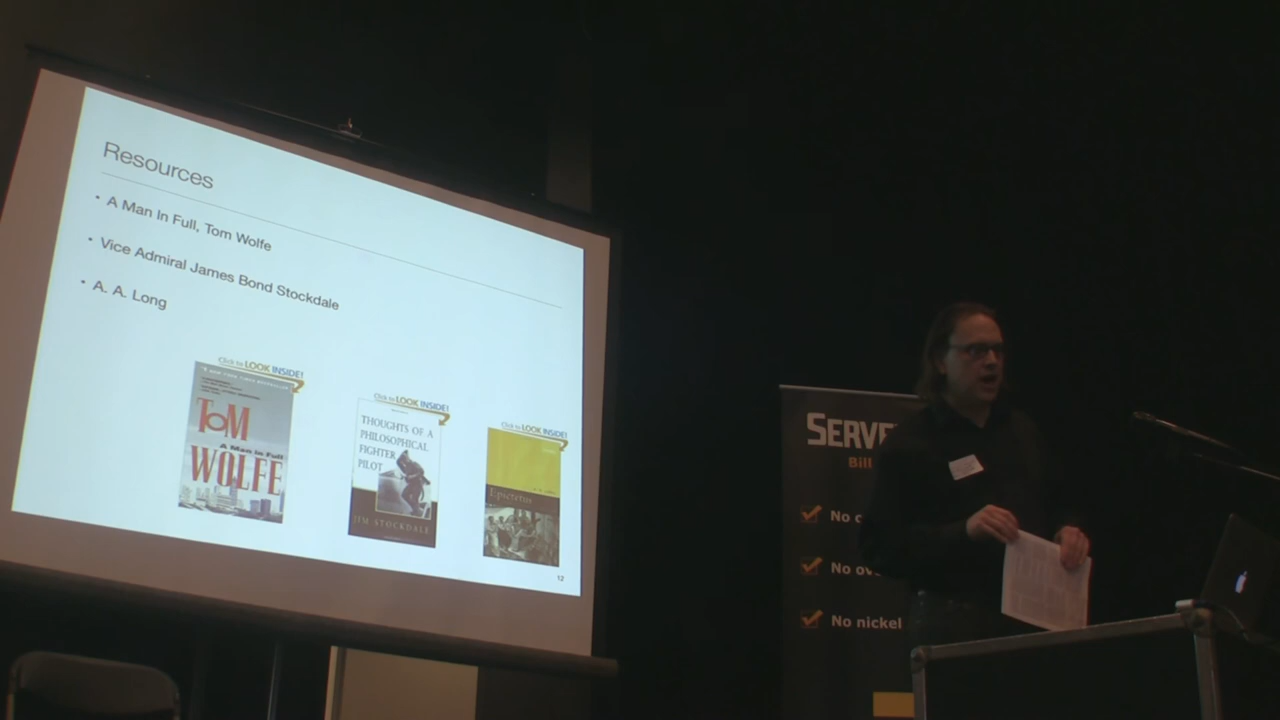 Resources
• A Man In Full, Tom Wolfe
• Vice Admiral James Bond Stockdale
• A. A. Long
Click to LOOK INSIDE!
TOM
A Man in Full
WOLFE
Click to LOOK INSIDE!
THOUGHTS OF A
PHILOSOPHICAL
FIGHTER
PILOT
JIM STOCKDALE
Click to LOOK INSIDE!
Epictetus
12
SERVE
Bill
No
No ov
No nickel